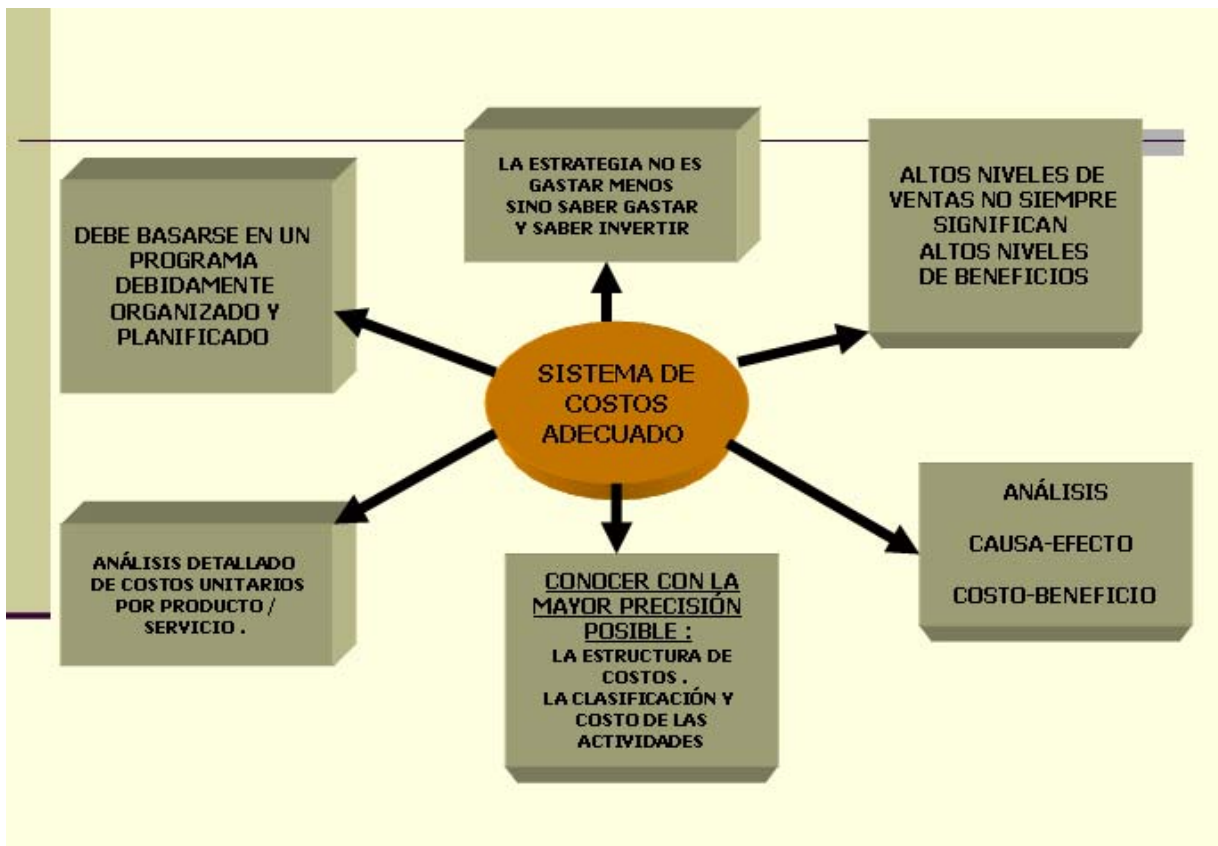 LA ESTRATEGIA NO ES
GASTAR MENOS
SINO SABER GASTAR
Y SABER INVERTIR
ALTOS NIVELES DE
VENTAS NO SIEMPRE
SIGNIFICAN
ALTOS NIVELES
DE BENEFICIOS
DEBE BASARSE EN UN
PROGRAMA
DEBIDAMENTE
ORGANIZADO Y
PLANIFICADO
SISTEMA DE
COSTOS
ADECUADO
ANÁLISIS DETALLADO
DE COSTOS UNITARIOS
POR PRODUCTO /
SERVICIO .
CONOCER CON LA
MAYOR PRECISIÓN
POSIBLE :
LA ESTRUCTURA DE
COSTOS .
LA CLASIFICACIÓN Y
COSTO DE LAS
ACTIVIDADES
ANÁLISIS
CAUSA-EFECTO
COSTO-BENEFICIO